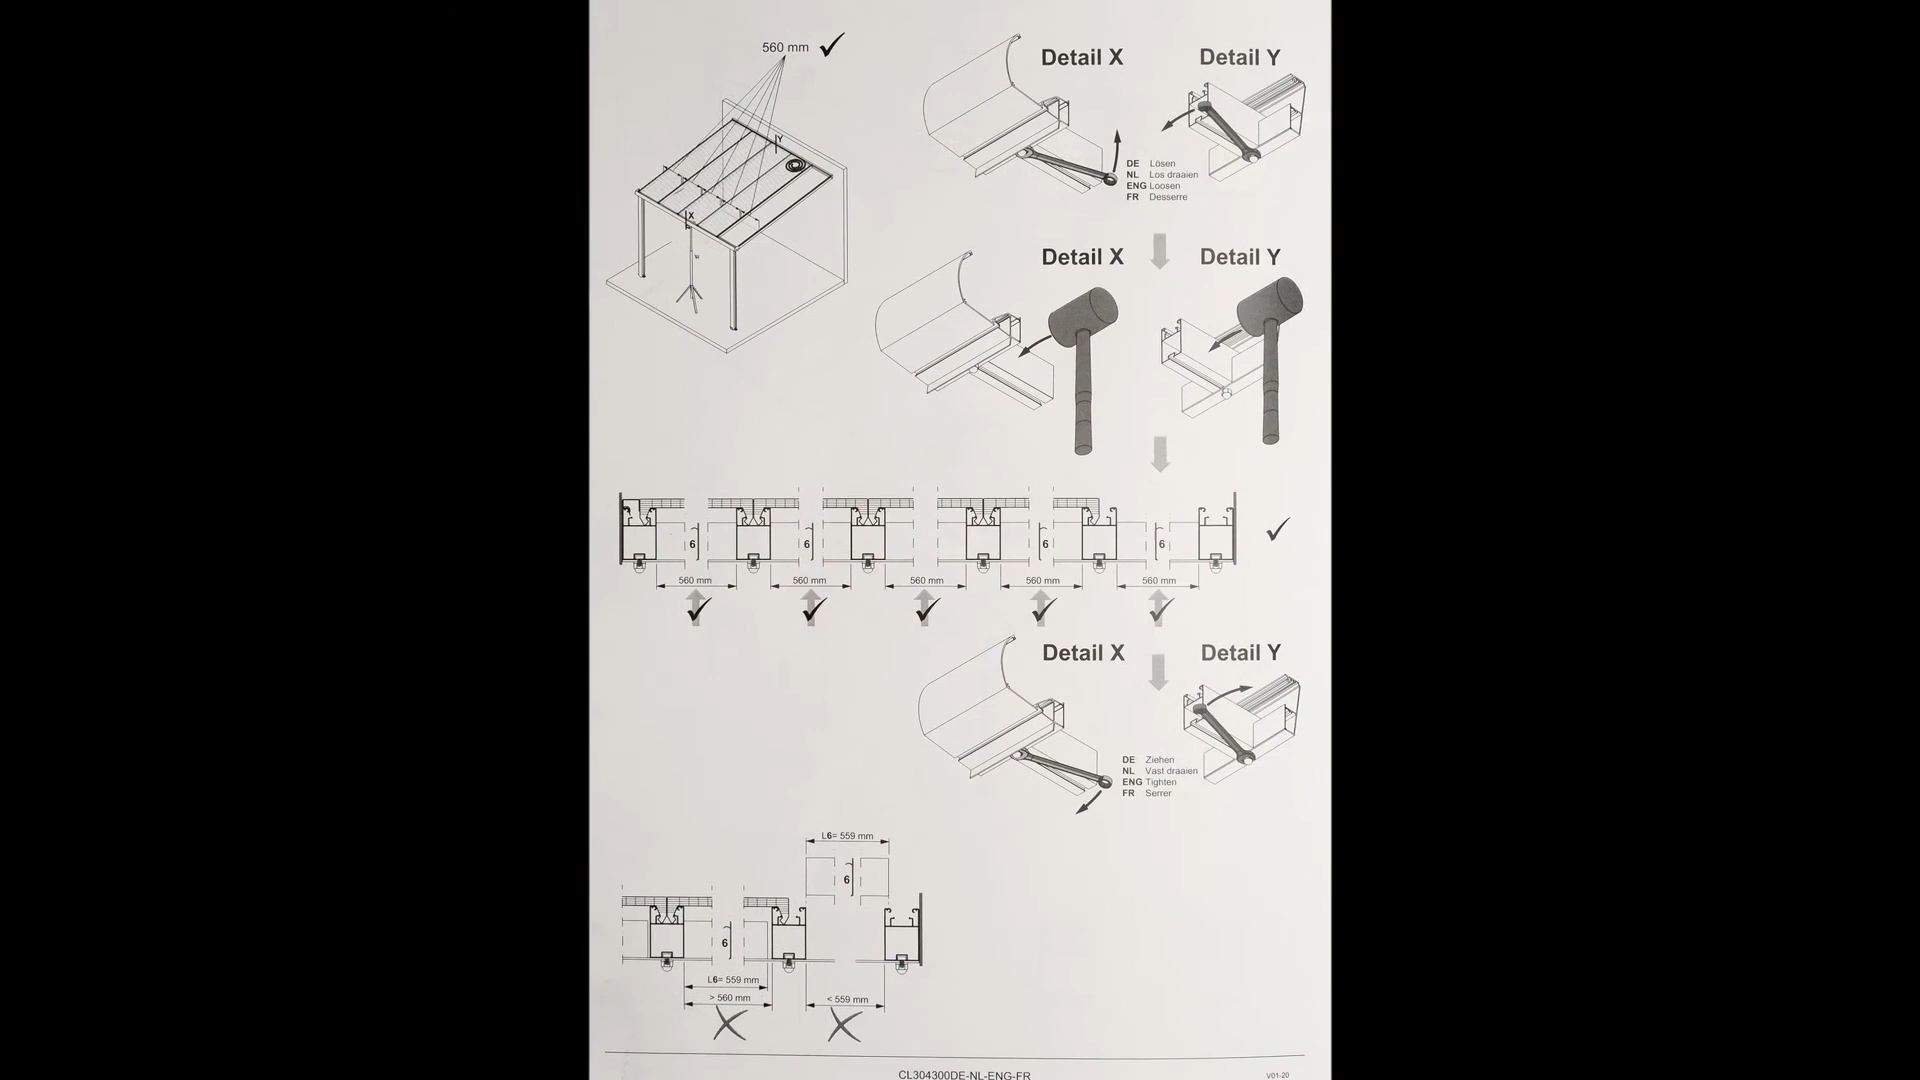 560 mm
Y
X
Detail X
Detail Y
DE Lösen
NL Los draaien
ENG Loosen
FR Desserre
Detail X
Detail Y
6 6 6 6
560 mm 560 mm 560 mm 560 mm 560 mm
Detail X
Detail Y
DE Ziehen
NL Vast draaien
ENG Tighten
FR Serrer
L6= 559 mm
6
6
L6= 559 mm
> 560 mm
< 559 mm
CL304300DE-NL-ENG-FR
V01-20